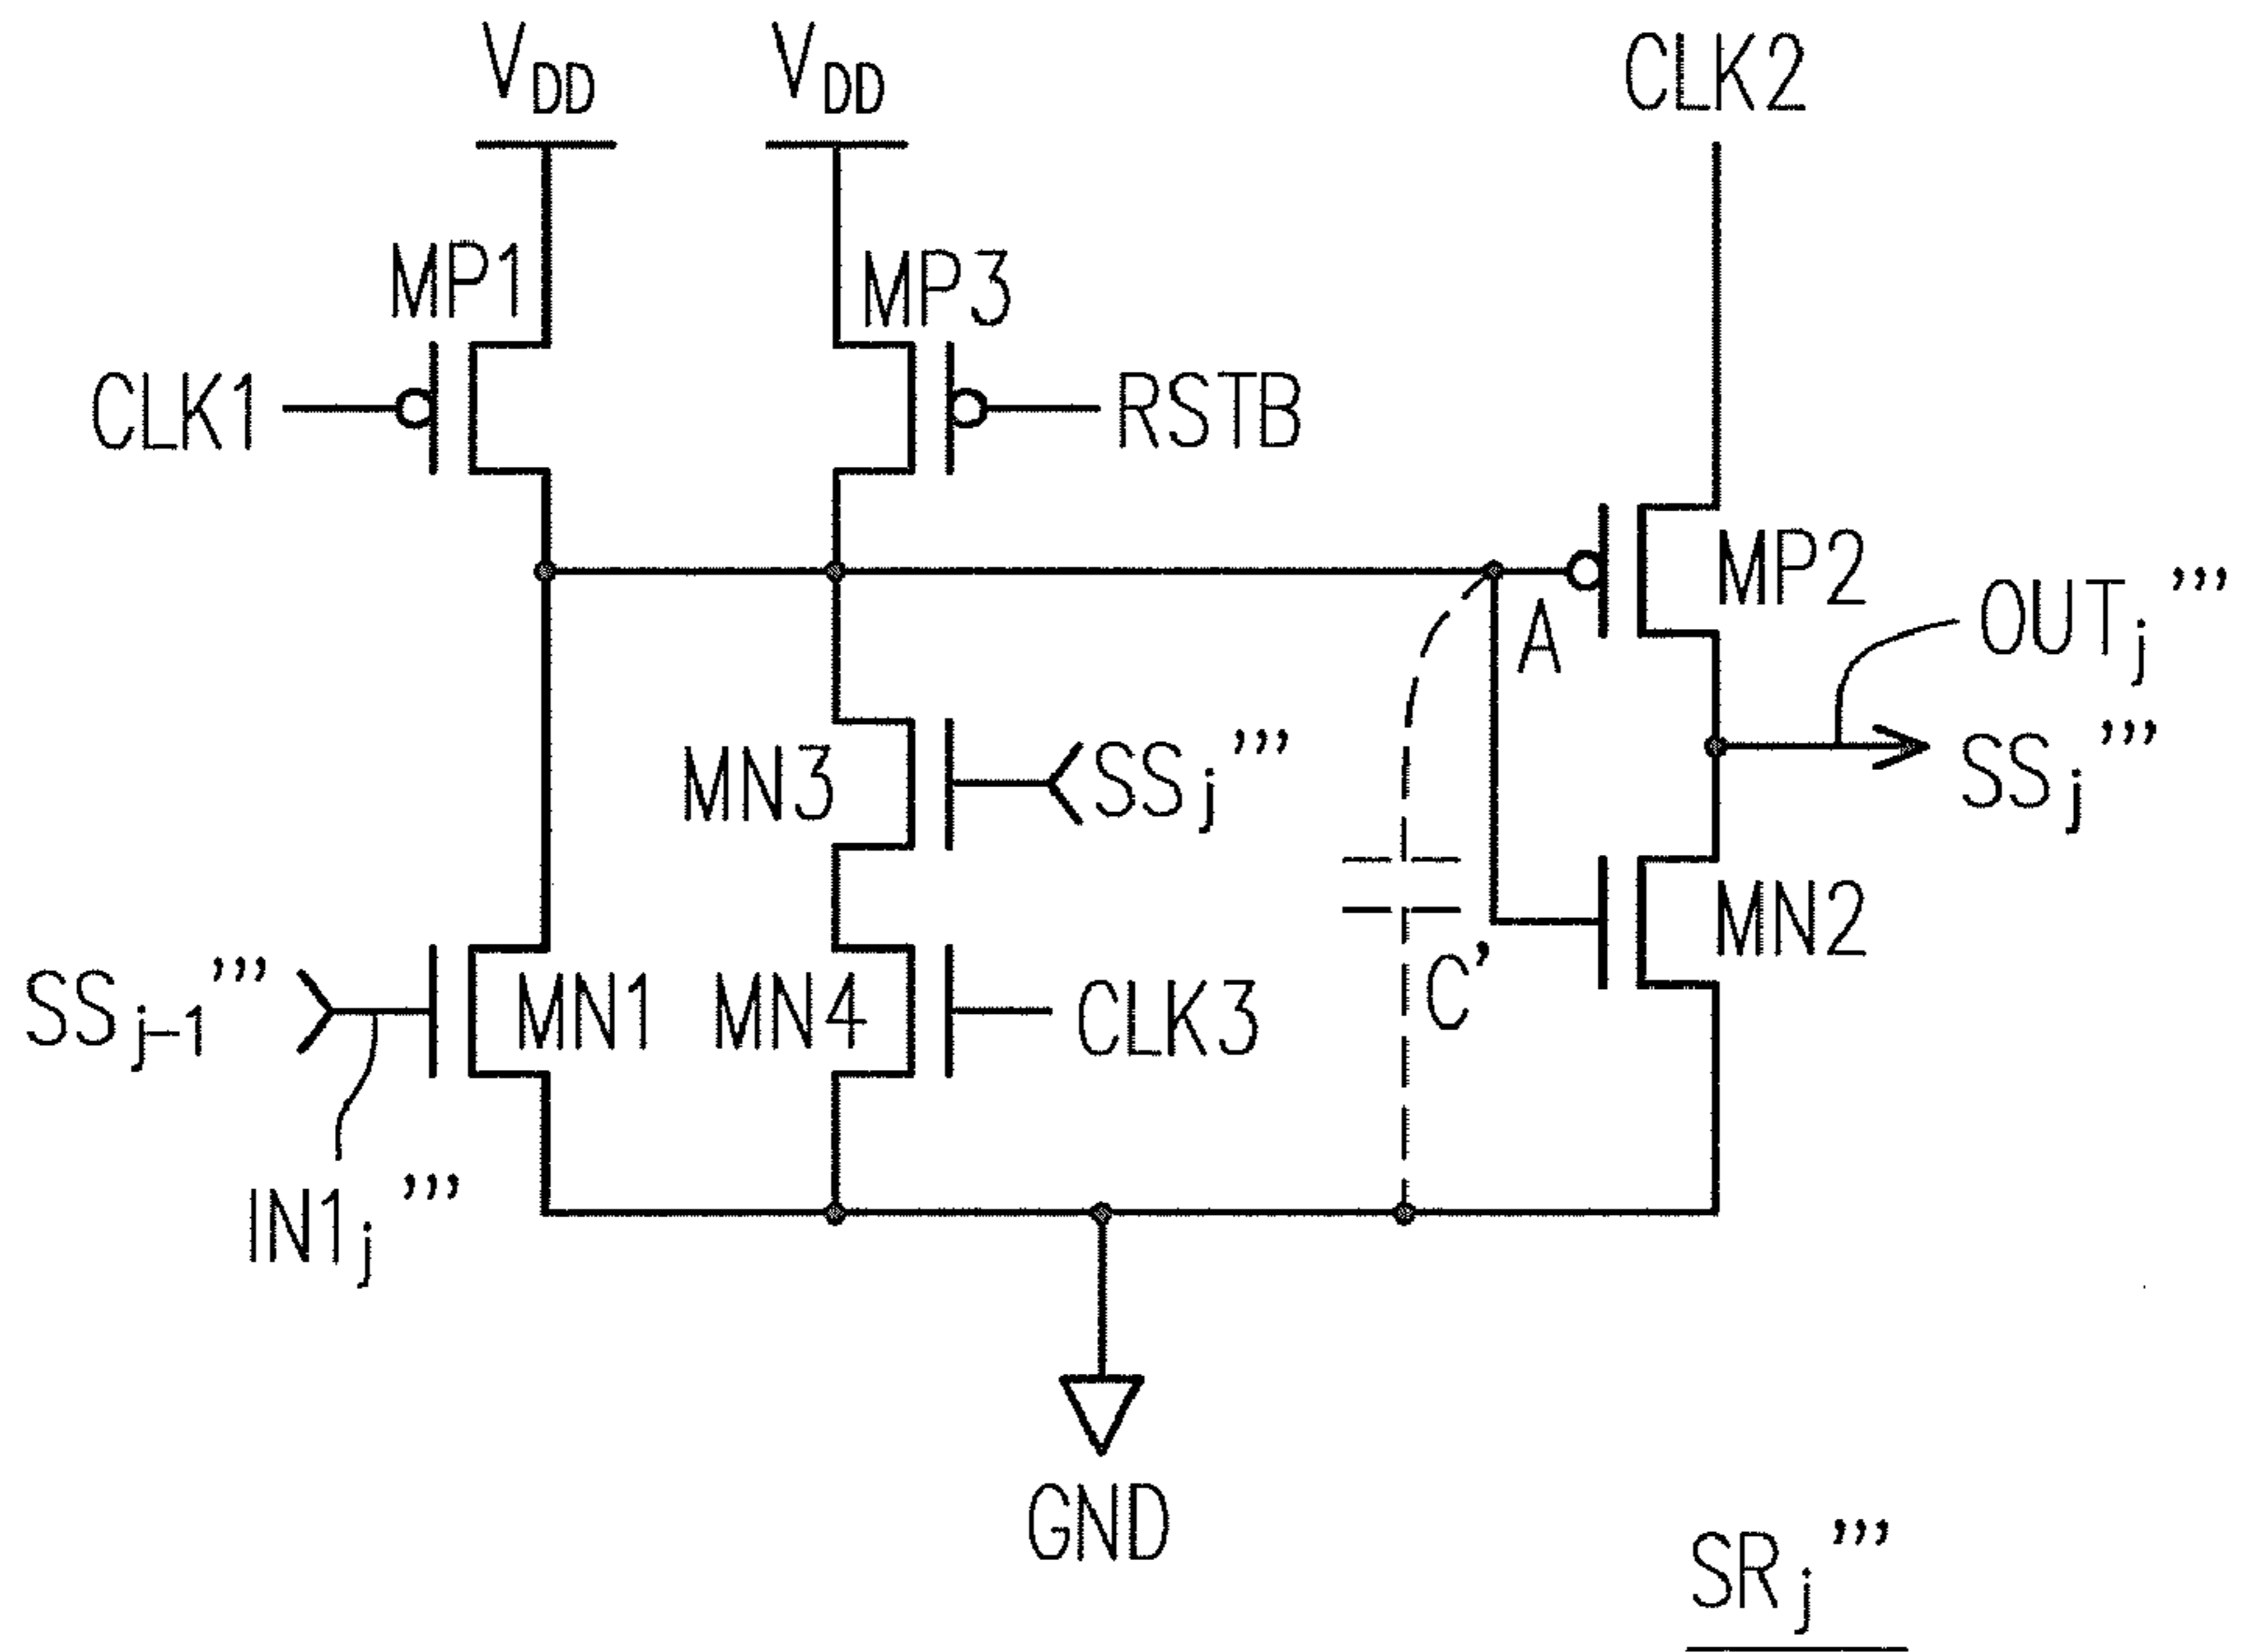 VDD
VDD
CLK2
MP1
MP3
CLK1
RSTB
MP2
A
OUTj'''
SSj'''
MN3
SSj'''
MN2
C'
SSj-1'''
MN1
MN4
CLK3
IN1j'''
GND
SRj'''